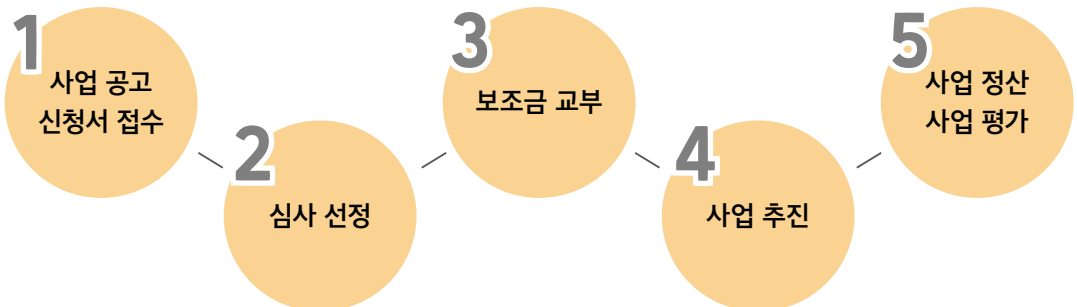 1
사업 공고
신청서 접수
2
심사 선정
3
보조금 교부
4
사업 추진
5
사업 정산
사업 평가